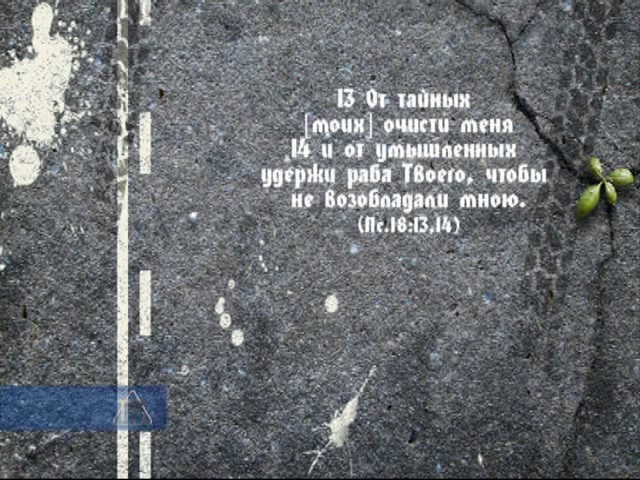 13 От тайных
[моих] очисти меня
14 и от умышленных
удержи раба Твоего, чтобы
не возобладали мною.
(Пс.18:13,14)